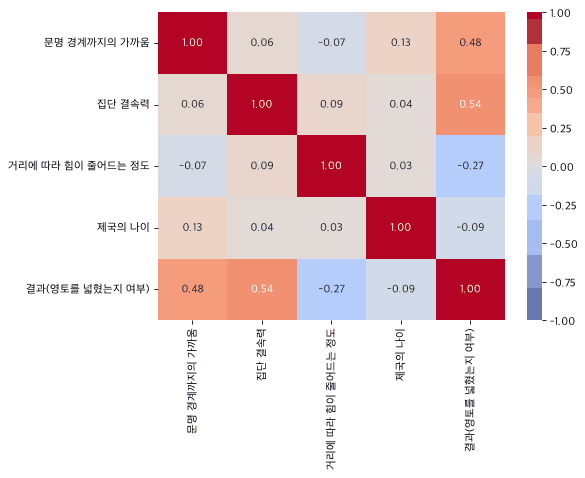 문명 경계까지의 가까움
1.00 0.06 -0.07 0.13 0.48
집단 결속력
0.06 1.00 0.09 0.04 0.54
거리에 따라 힘이 줄어드는 정도
-0.07 0.09 1.00 0.03 -0.27
제국의 나이
0.13 0.04 0.03 1.00 -0.09
결과(영토를 넓혔는지 여부)
0.48 0.54 -0.27 -0.09 1.00
문명 경계까지의 가까움
집단 결속력
거리에 따라 힘이 줄어드는 정도
제국의 나이
결과(영토를 넓혔는지 여부)
1.00
0.75
0.50
0.25
0.00
-0.25
-0.50
-0.75
-1.00